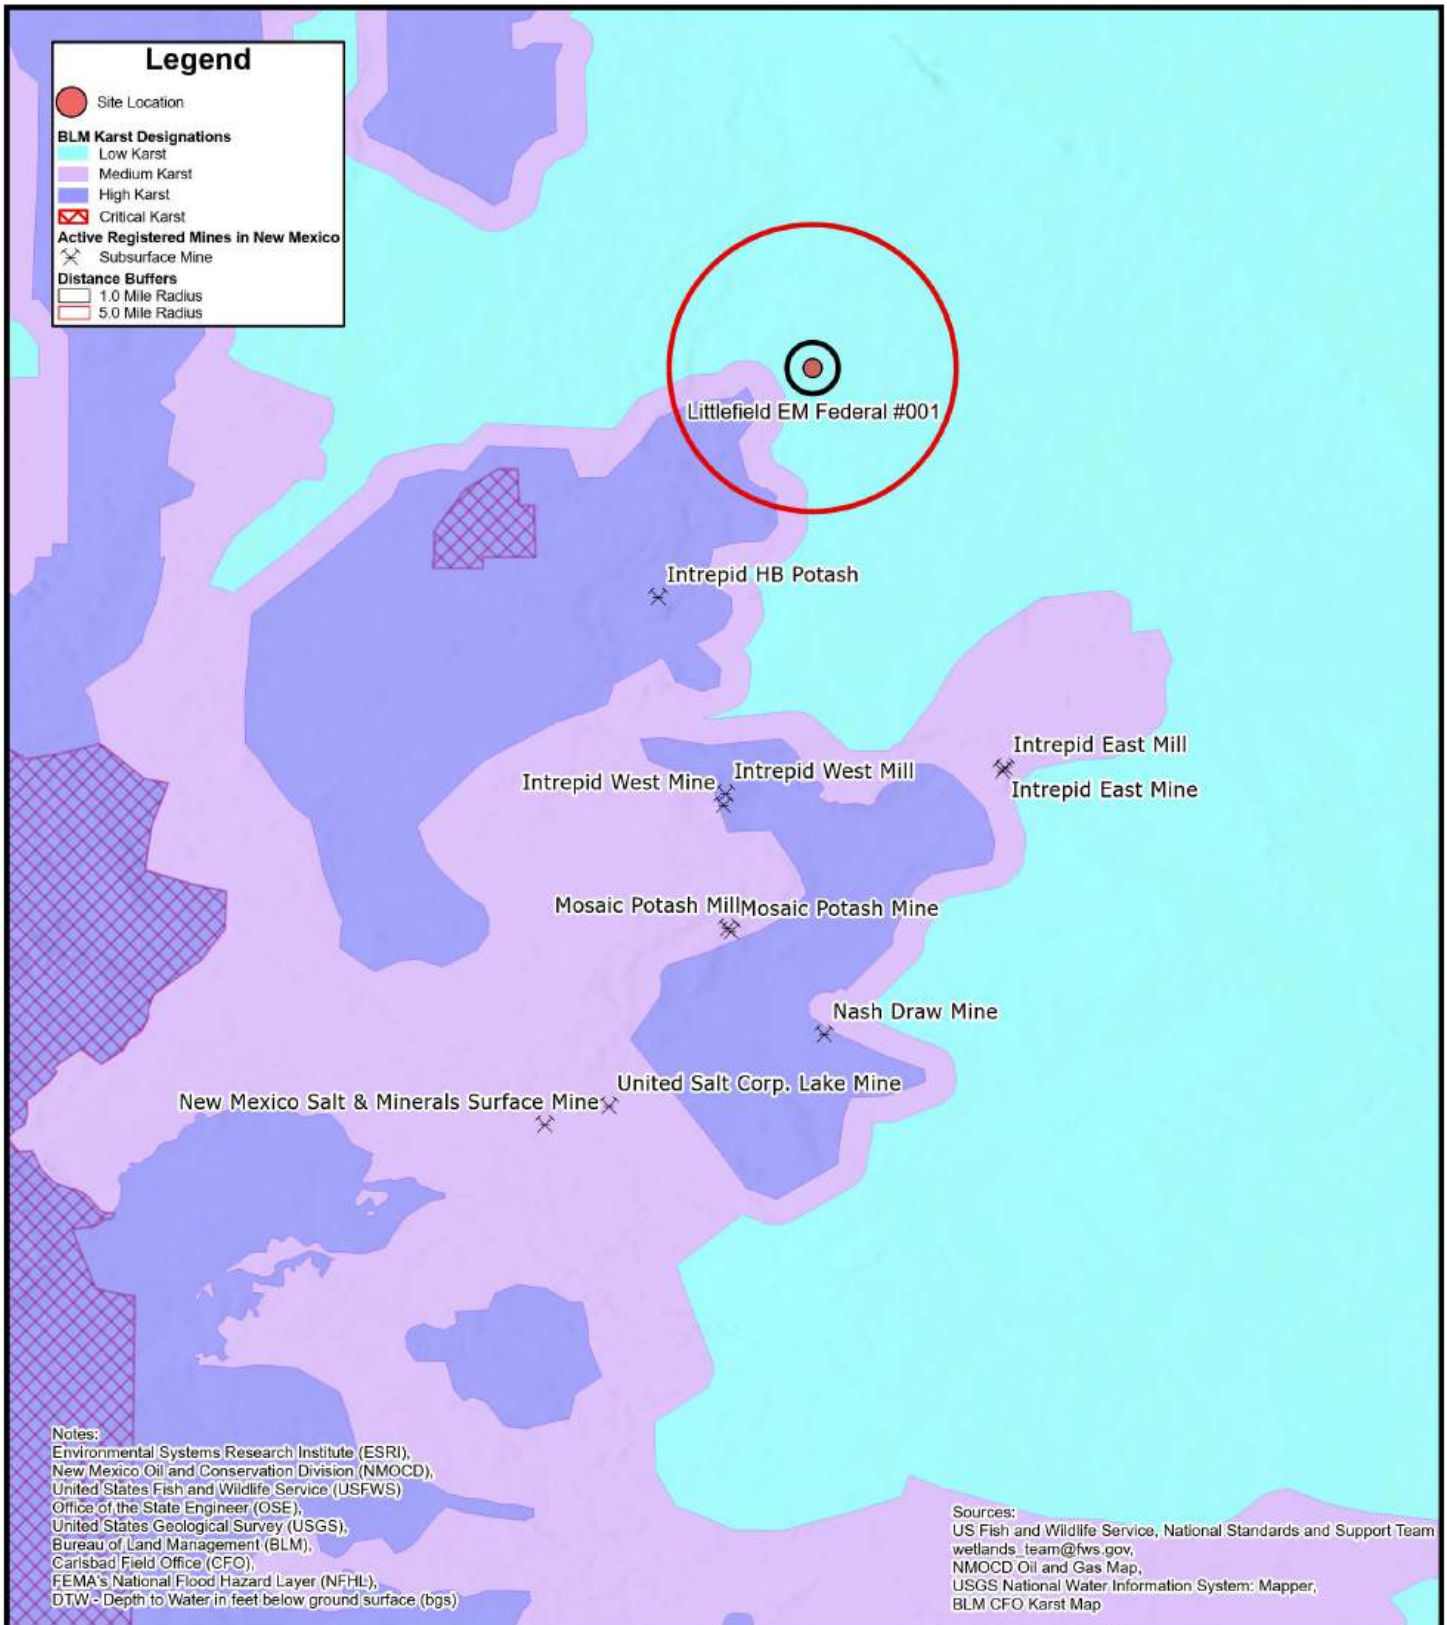 Legend
Site Location
BLM Karst Designations
Low Karst
Medium Karst
High Karst
Critical Karst
Active Registered Mines in New Mexico
Subsurface Mine
Distance Buffers
1.0 Mile Radius
5.0 Mile Radius
Littlefield EM Federal #001
Intrepid HB Potash
Intrepid East Mill
Intrepid West Mill
Intrepid West Mine
Intrepid East Mine
Mosaic Potash Mill
Mosaic Potash Mine
Nash Draw Mine
United Salt Corp. Lake Mine
New Mexico Salt & Minerals Surface Mine
Notes:
Environmental Systems Research Institute (ESRI),
New Mexico Oil and Conservation Division (NMOCD),
United States Fish and Wildlife Service (USFWS)
Office of the State Engineer (OSE),
United States Geological Survey (USGS),
Bureau of Land Management (BLM),
Carlsbad Field Office (CFO),
FEMA's National Flood Hazard Layer (NFHL),
DTW - Depth to Water in feet below ground surface (bgs)
Sources:
US Fish and Wildlife Service, National Standards and Support Team
wetlands_team@fws.gov,
NMOCD Oil and Gas Map,
USGS National Water Information System: Mapper,
BLM CFO Karst Map